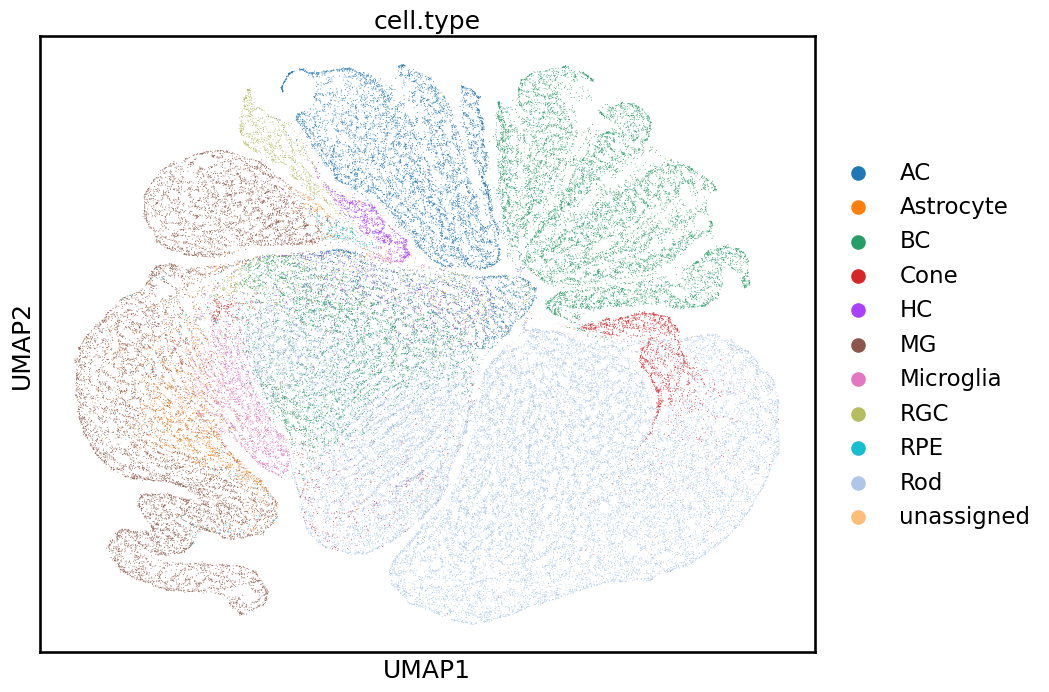 cell.type
UMAP2
UMAP1
AC
Astrocyte
BC
Cone
HC
MG
Microglia
RGC
RPE
Rod
unassigned